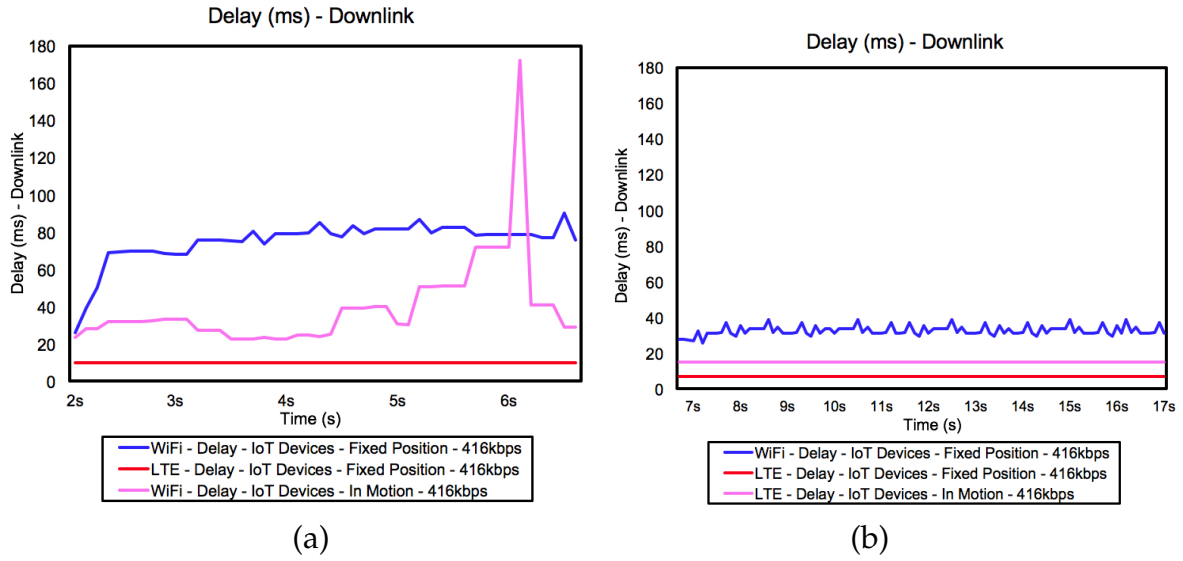 Delay (ms) - Downlink
180
160
140
120
100
80
60
40
20
0
Delay (ms) - Downlink
2s 3s 4s 5s 6s
Time (s)
WiFi - Delay - IoT Devices - Fixed Position - 416kbps
LTE - Delay - IoT Devices - Fixed Position - 416kbps
WiFi - Delay - IoT Devices - In Motion - 416kbps
(a)
Delay (ms) - Downlink
180
160
140
120
100
80
60
40
20
0
Delay (ms) - Downlink
7s 8s 9s 10s 11s 12s 13s 14s 15s 16s 17s
Time (s)
WiFi - Delay - IoT Devices - Fixed Position - 416kbps
LTE - Delay - IoT Devices - Fixed Position - 416kbps
LTE - Delay - IoT Devices - In Motion - 416kbps
(b)